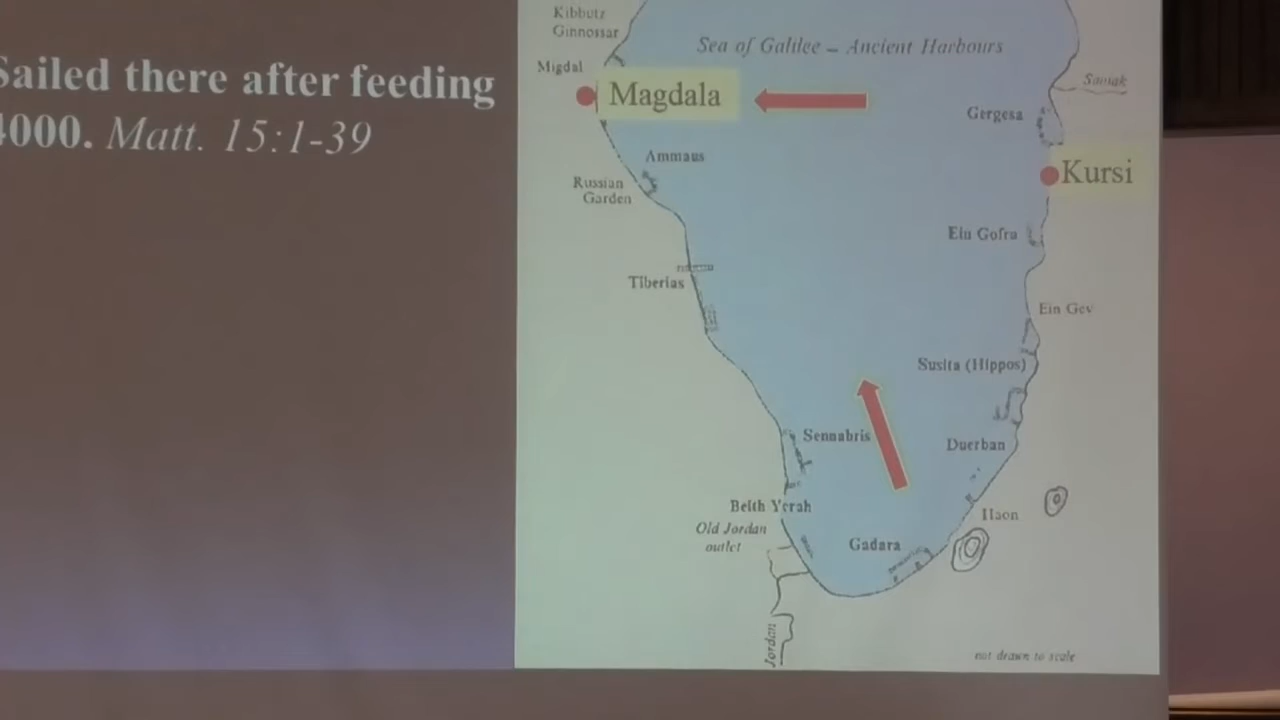 Sailed there after feeding
4000. Matt. 15:1-39
Kibbutz
Ginnossar
Sea of Galilee – Ancient Harbours
Migdal
Magdala
Samak
Gergesa
Ammaus
Kursi
Russian
Garden
Ein Gofra
Tiberias
Ein Gev
Susita (Hippos)
Sennabris
Duerban
Beith Yerah
Haon
Old Jordan
outlet
Gadara
Jordan
not drawn to scale